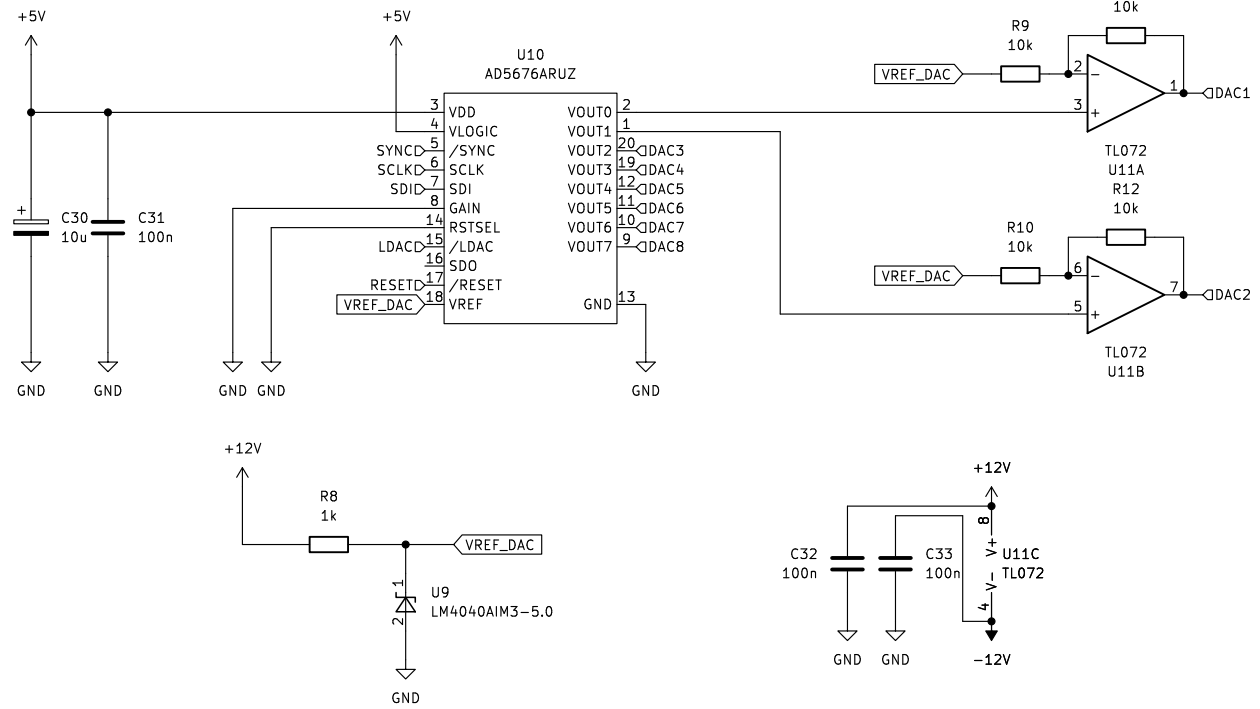 +5V
+5V
10k
R9
10k
U10
AD5676ARUZ
VREF_DAC
2
−
1
DAC1
3
+
TL072
U11A
3 VDD
4 VLOGIC
SYNC 5 /SYNC
SCLK 6 SCLK
SDI 7 SDI
8 GAIN
14 RSTSEL
LDAC 15 /LDAC
16 SDO
RESET 17 /RESET
VREF_DAC 18 VREF
VOUT0 2
VOUT1 1
VOUT2 20 DAC3
VOUT3 19 DAC4
VOUT4 12 DAC5
VOUT5 11 DAC6
VOUT6 10 DAC7
VOUT7 9 DAC8
GND 13
+
C30
10u
C31
100n
R12
10k
R10
10k
VREF_DAC
6
−
7
DAC2
5
+
TL072
U11B
GND
GND
GND
GND
GND
+12V
R8
1k
VREF_DAC
1
2
U9
LM4040AIM3-5.0
GND
+12V
8
V+
C32
100n
C33
100n
U11C
TL072
V-
4
GND
GND
-12V